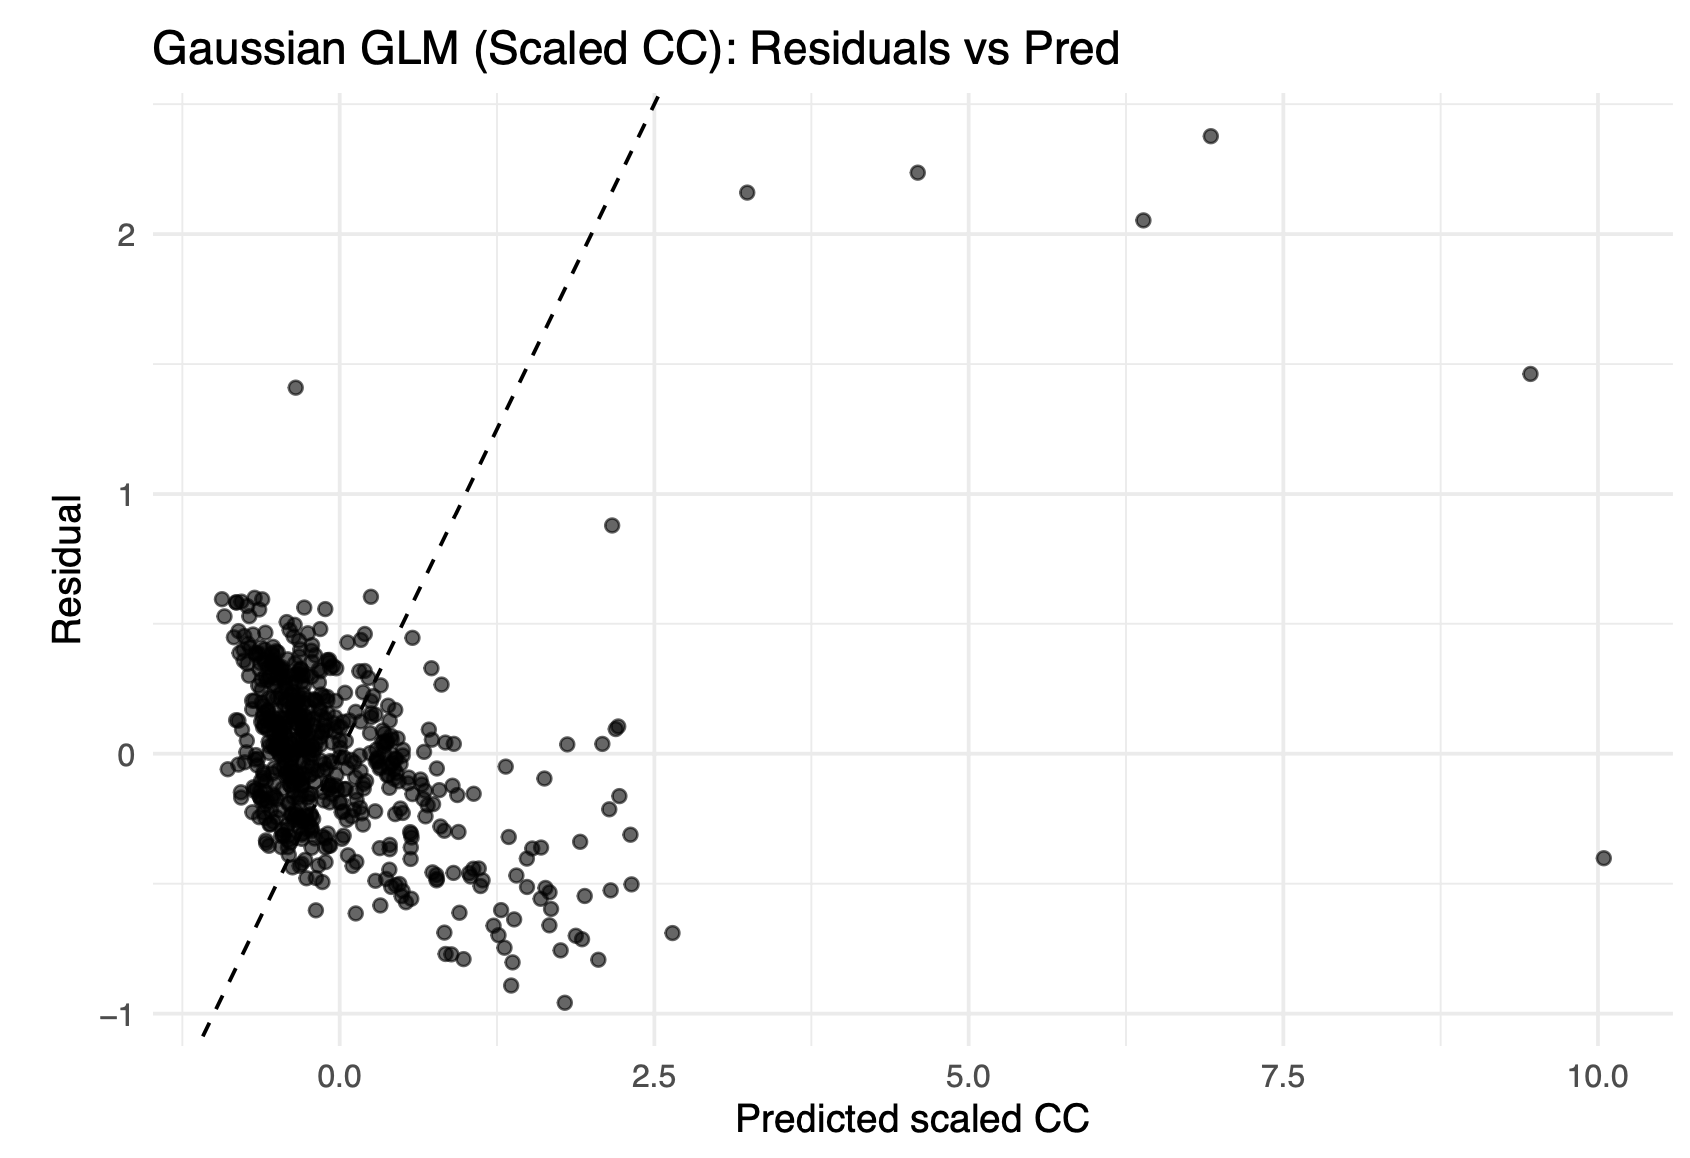 Gaussian GLM (Scaled CC): Residuals vs Pred
Residual
2
1
0
−1
0.0 2.5 5.0 7.5 10.0
Predicted scaled CC